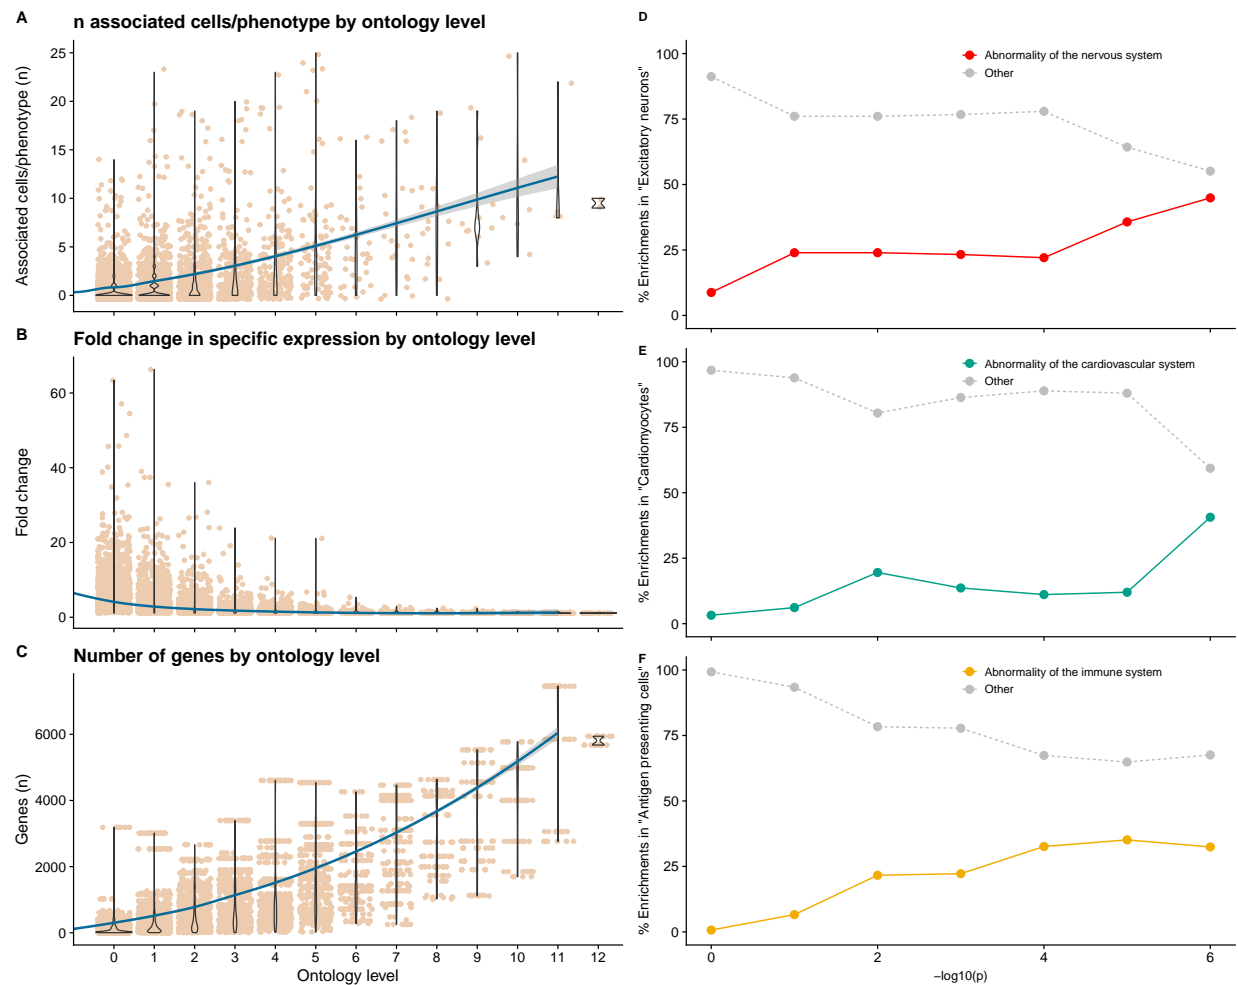 A
n associated cells/phenotype by ontology level
Associated cells/phenotype (n)
25
20
15
10
5
0
B
Fold change in specific expression by ontology level
Fold change
60
40
20
0
C
Number of genes by ontology level
Genes (n)
6000
4000
2000
0
0 1 2 3 4 5 6 7 8 9 10 11 12
Ontology level
D
% Enrichments in "Excitatory neurons"
100
75
50
25
0
Abnormality of the nervous system
Other
E
% Enrichments in "Cardiomyocytes"
100
75
50
25
0
Abnormality of the cardiovascular system
Other
F
% Enrichments in "Antigen presenting cells"
100
75
50
25
0
Abnormality of the immune system
Other
0 2 4 6
−log10(p)